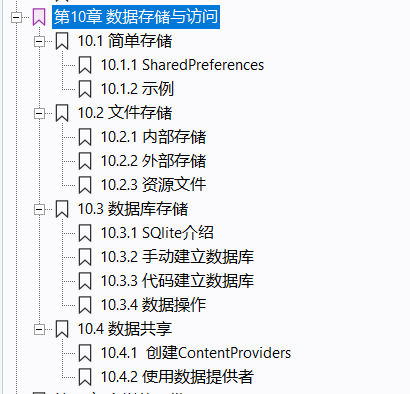 第10章 数据存储与访问
10.1 简单存储
10.1.1 SharedPreferences
10.1.2 示例
10.2 文件存储
10.2.1 内部存储
10.2.2 外部存储
10.2.3 资源文件
10.3 数据库存储
10.3.1 SQlite介绍
10.3.2 手动建立数据库
10.3.3 代码建立数据库
10.3.4 数据操作
10.4 数据共享
10.4.1 创建ContentProviders
10.4.2 使用数据提供者